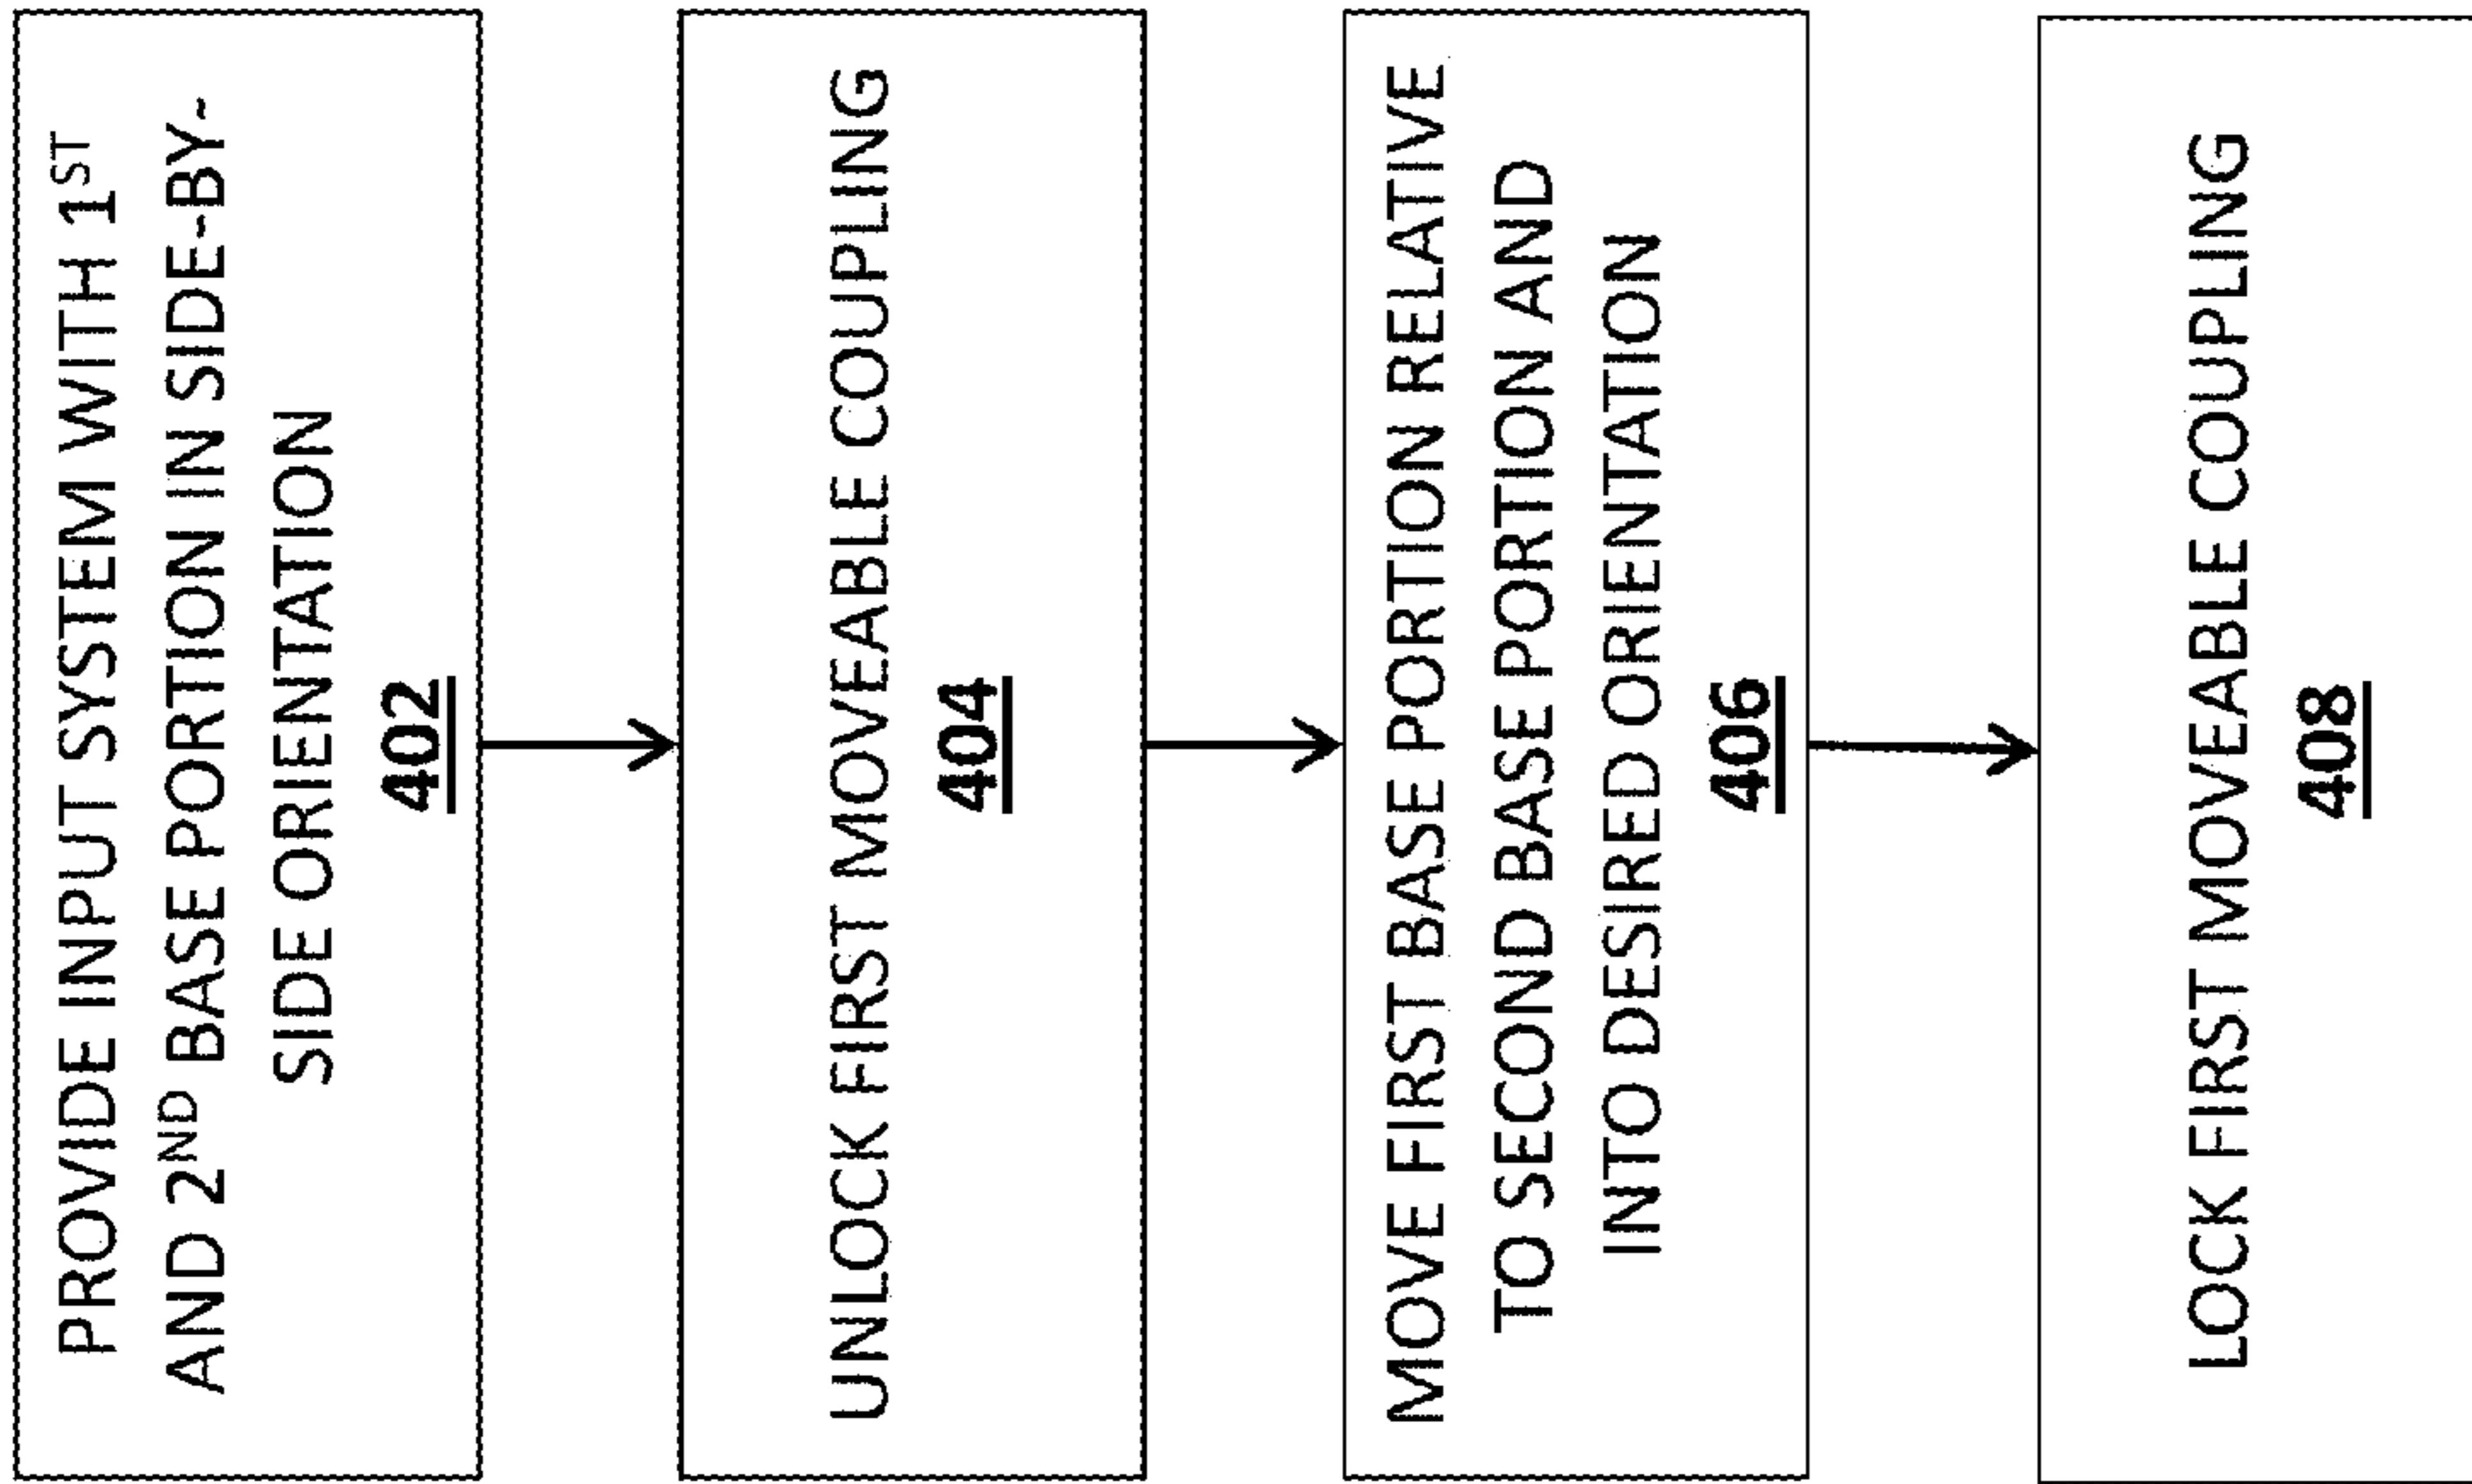 PROVIDE INPUT SYSTEM WITH 1ST
AND 2ND BASE PORTION IN SIDE-BY-
SIDE ORIENTATION
402
UNLOCK FIRST MOVEABLE COUPLING
404
MOVE FIRST BASE PORTION RELATIVE
TO SECOND BASE PORTION AND
INTO DESIRED ORIENTATION
406
LOCK FIRST MOVEABLE COUPLING
408